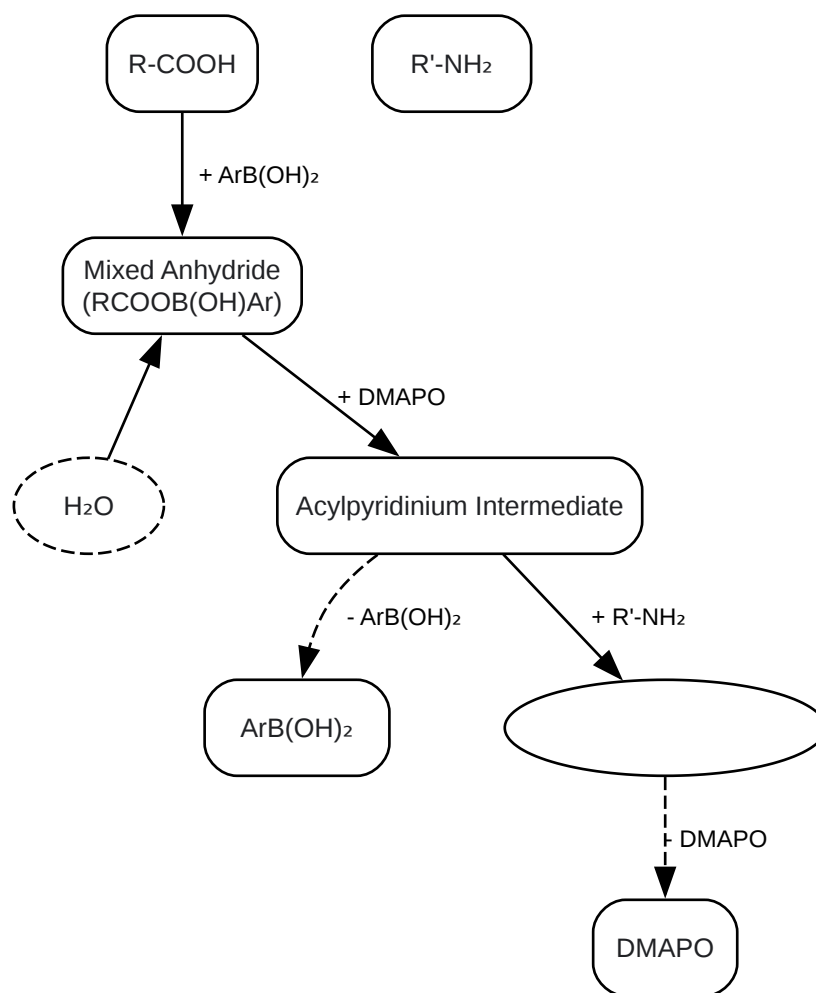 R-COOH
R'-NH₂
+ ArB(OH)₂
Mixed Anhydride
(RCOOB(OH)Ar)
+ DMAPO
H₂O
Acylpyridinium Intermediate
- ArB(OH)₂
+ R'-NH₂
ArB(OH)₂
- DMAPO
DMAPO